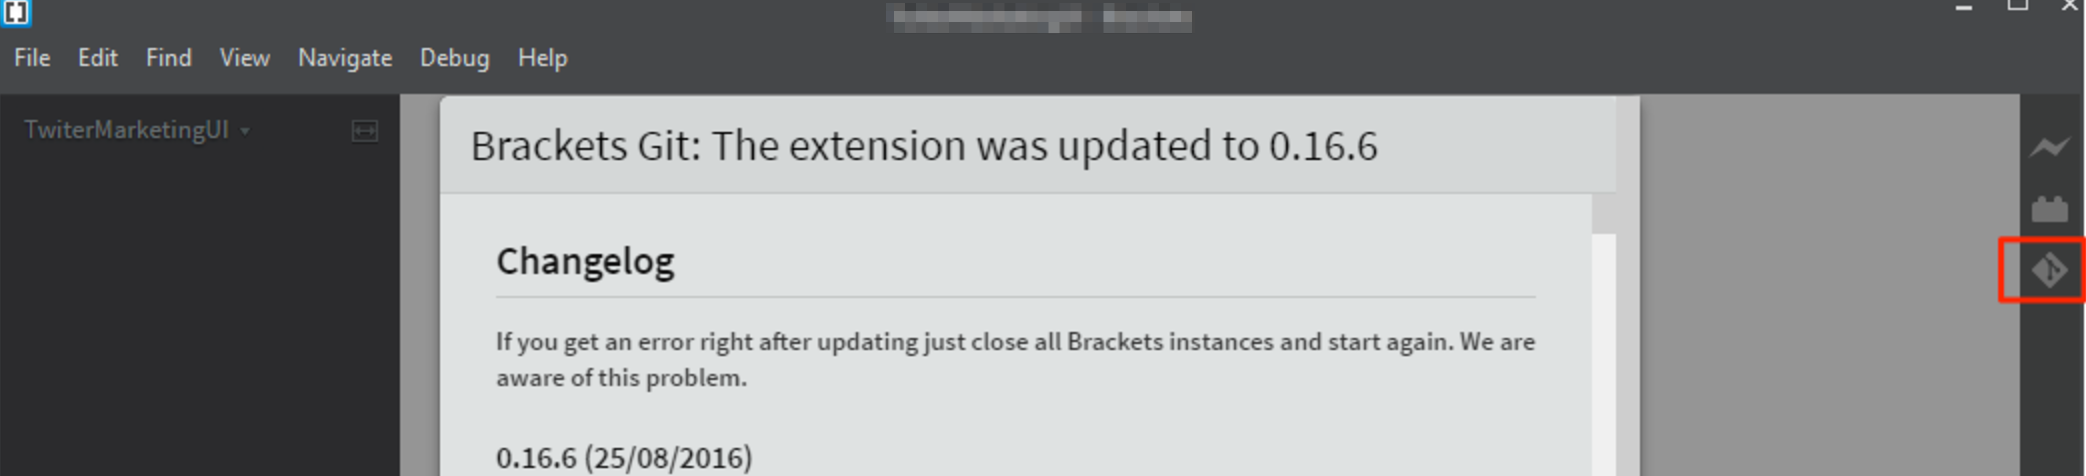 File Edit Find View Navigate Debug Help
TwiterMarketingUI
Brackets Git: The extension was updated to 0.16.6
Changelog
If you get an error right after updating just close all Brackets instances and start again. We are
aware of this problem.
0.16.6 (25/08/2016)